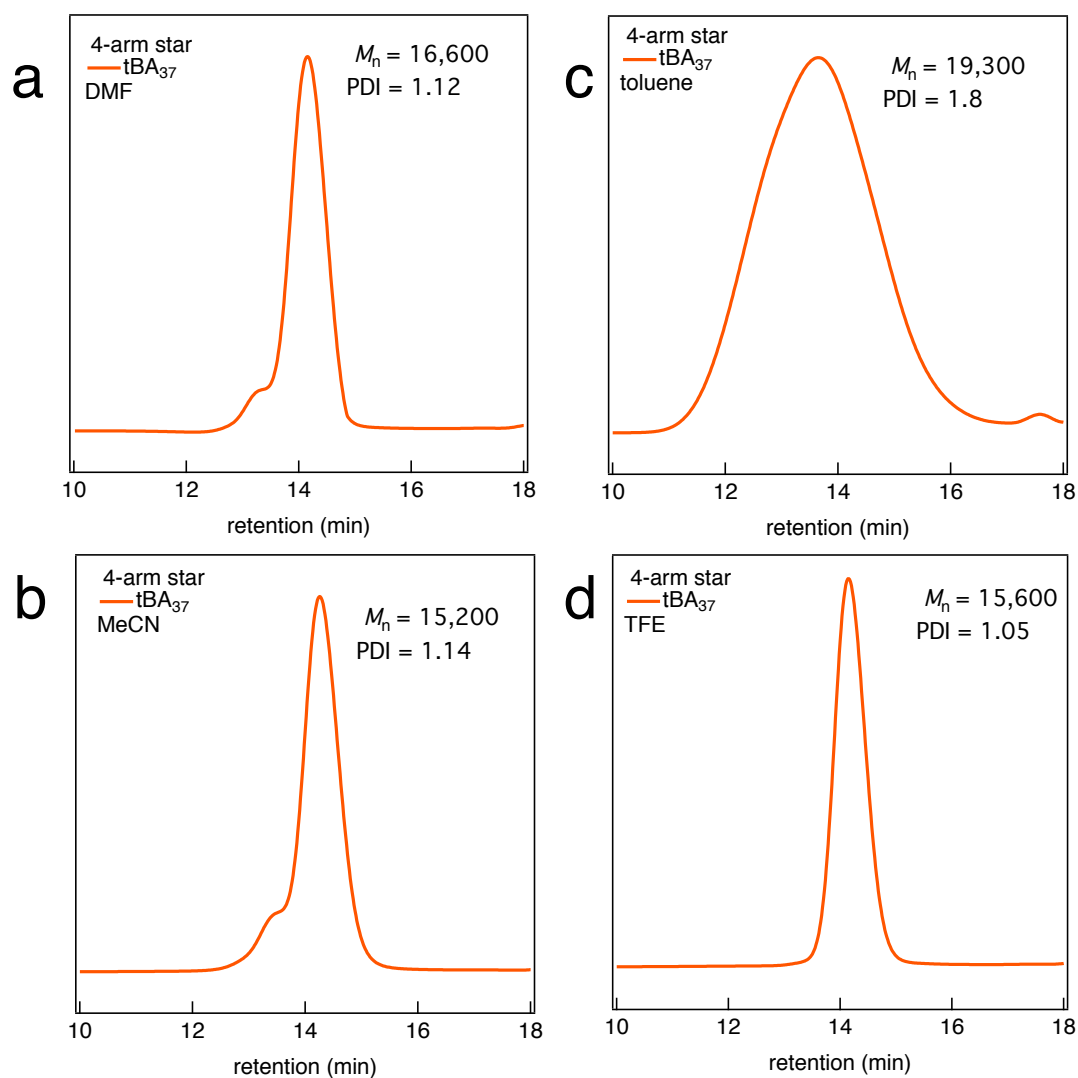 a
4-arm star
tBA₃₇
DMF
Mₙ = 16,600
PDI = 1.12
10 12 14 16 18
retention (min)
c
4-arm star
tBA₃₇
toluene
Mₙ = 19,300
PDI = 1.8
10 12 14 16 18
retention (min)
b
4-arm star
tBA₃₇
MeCN
Mₙ = 15,200
PDI = 1.14
10 12 14 16 18
retention (min)
d
4-arm star
tBA₃₇
TFE
Mₙ = 15,600
PDI = 1.05
10 12 14 16 18
retention (min)